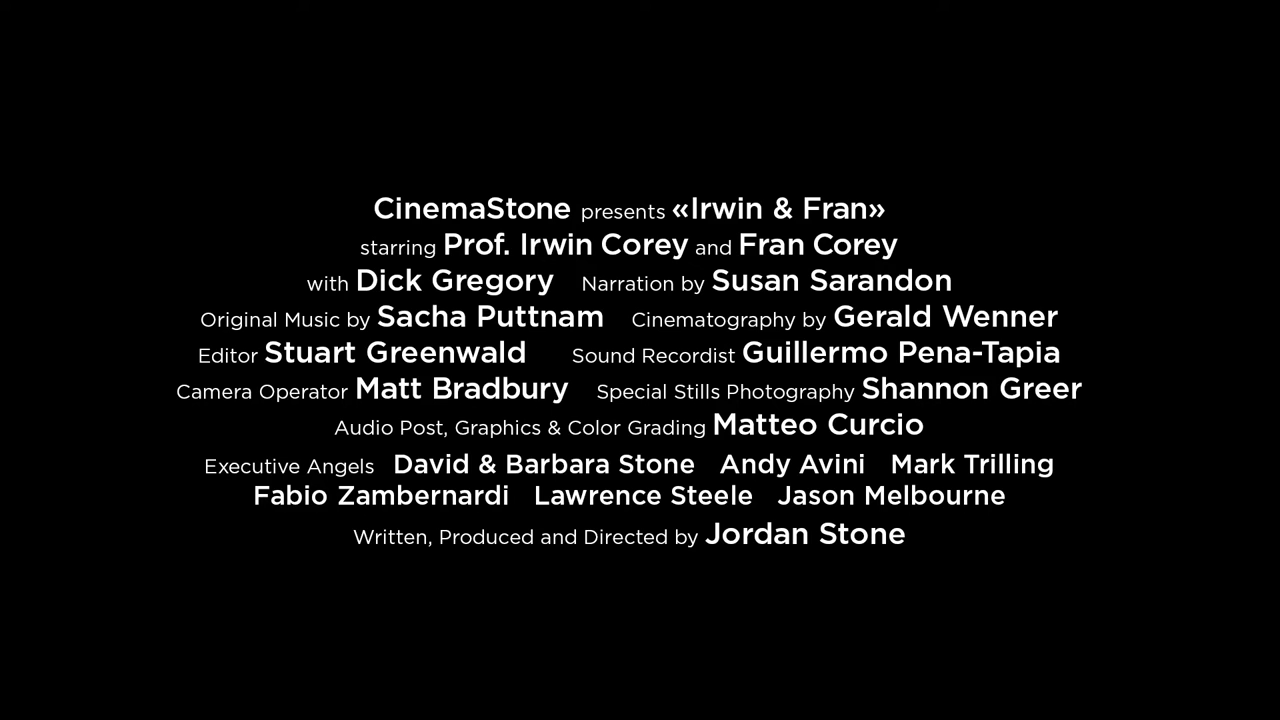 CinemaStone presents «Irwin & Fran»
starring Prof. Irwin Corey and Fran Corey
with Dick Gregory Narration by Susan Sarandon
Original Music by Sacha Puttnam Cinematography by Gerald Wenner
Editor Stuart Greenwald Sound Recordist Guillermo Pena-Tapia
Camera Operator Matt Bradbury Special Stills Photography Shannon Greer
Audio Post, Graphics & Color Grading Matteo Curcio
Executive Angels David & Barbara Stone Andy Avini Mark Trilling
Fabio Zambernardi Lawrence Steele Jason Melbourne
Written, Produced and Directed by Jordan Stone